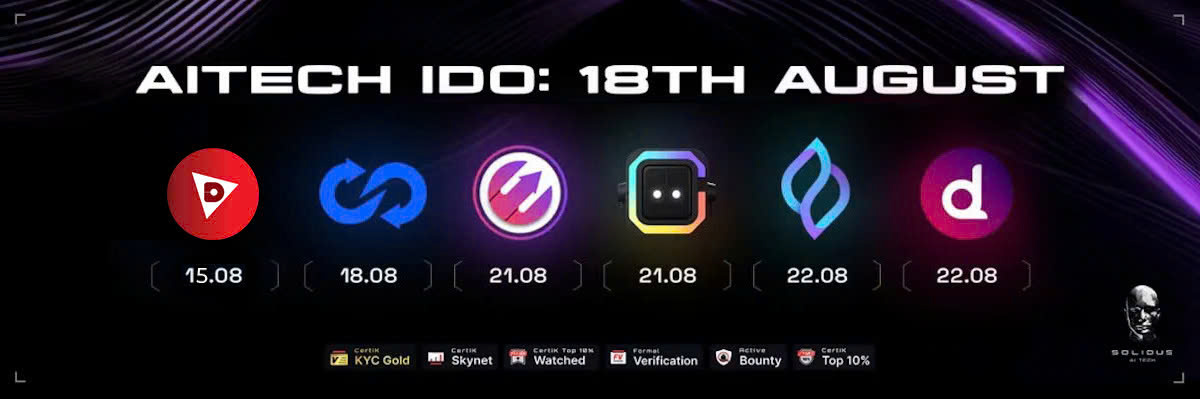 AITECH IDO: 18TH AUGUST
D
d
15.08
18.08
21.08
21.08
22.08
22.08
CertiK
KYC Gold
CertiK
Skynet
CertiK Top 10%
Watched
Formal
Verification
Active
Bounty
CertiK
Top 10%
SOLIDUS
AI TECH